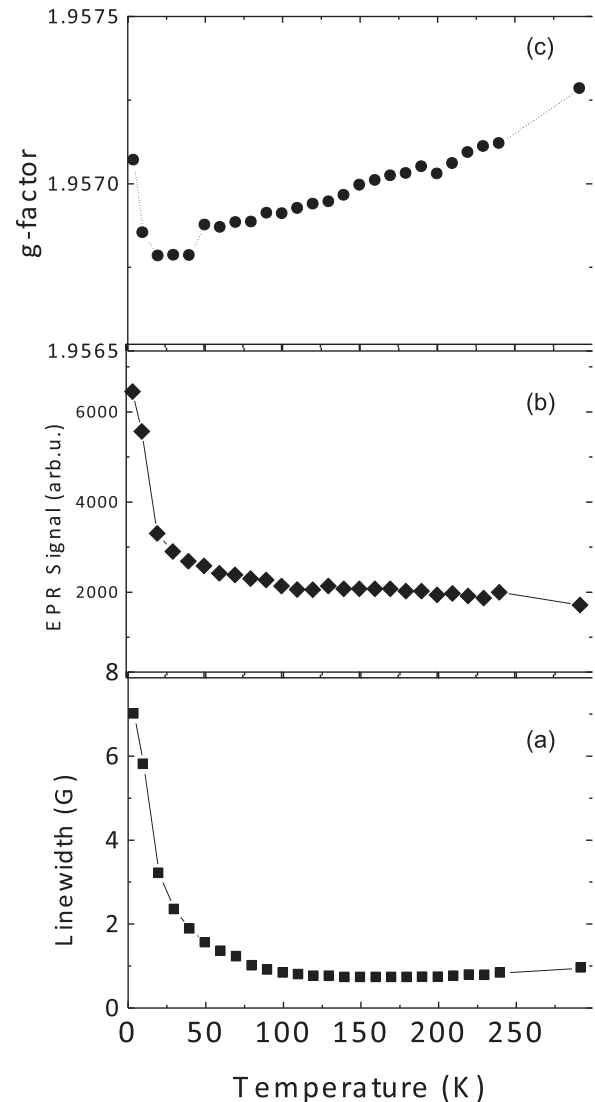 1.9575
(c)
1.9570
g-factor
1.9565
(b)
6000
4000
2000
EPR Signal (arb.u.)
8
(a)
6
4
2
0
Linewidth (G)
0 50 100 150 200 250
Temperature (K)